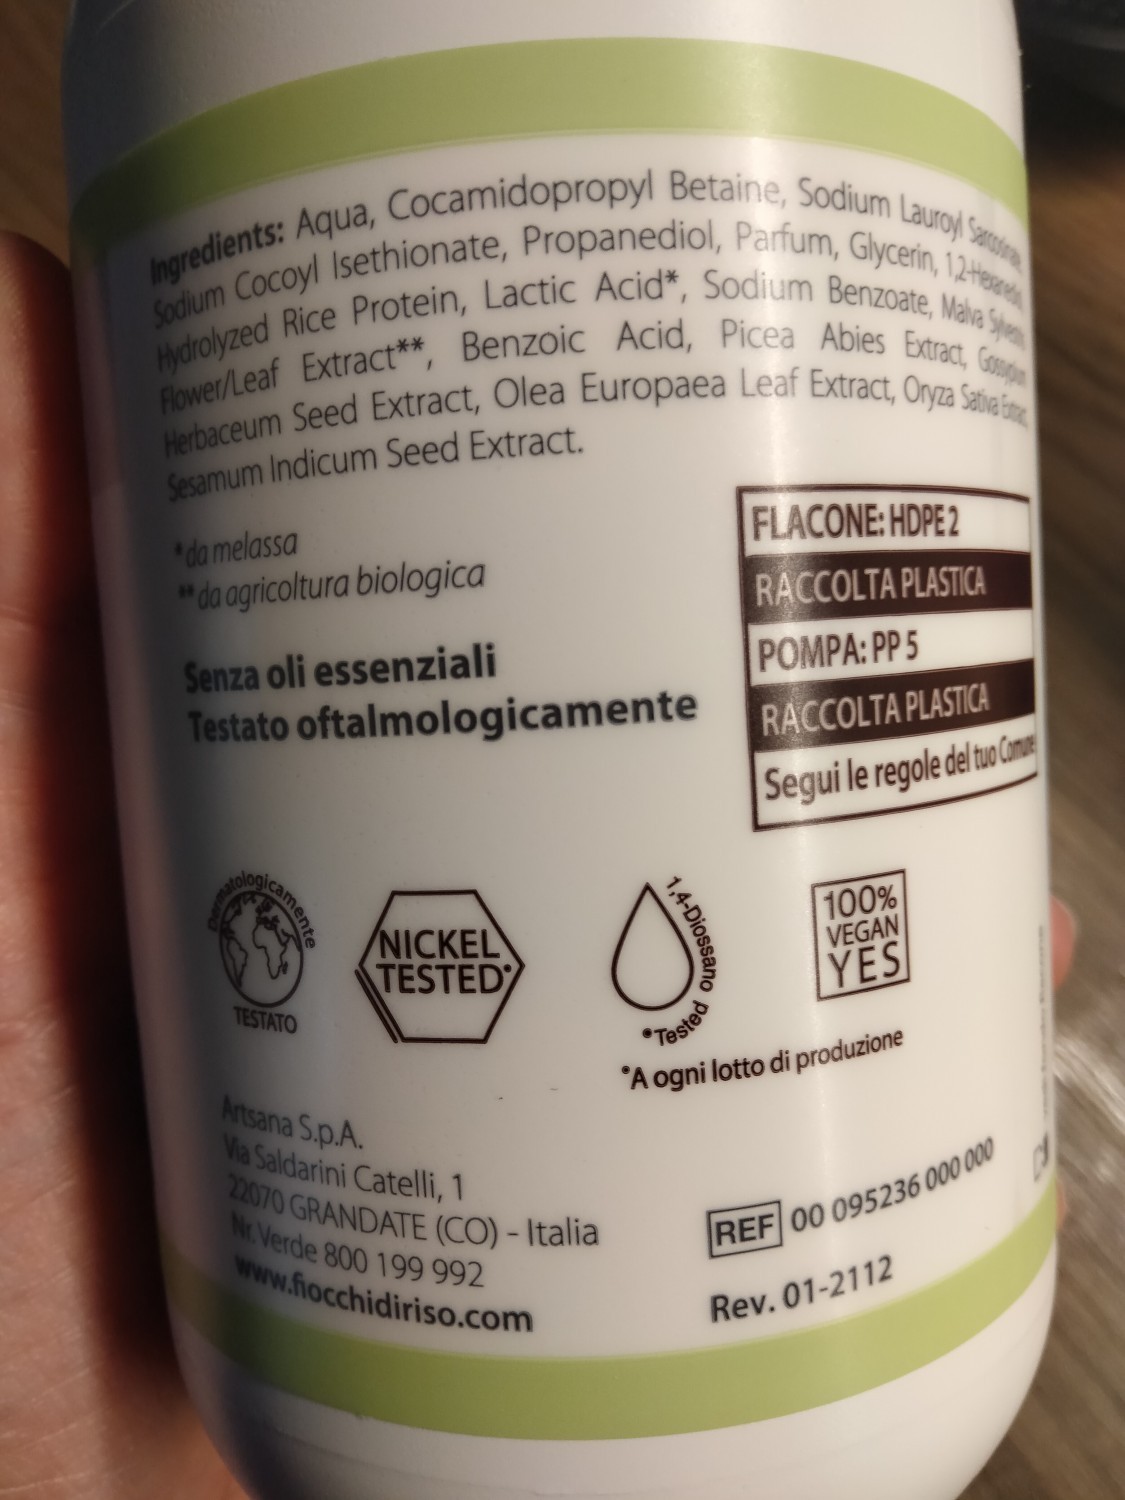 Ingredients: Aqua, Cocamidopropyl Betaine, Sodium Lauroyl Sarcosinate,
Sodium Cocoyl Isethionate, Propanediol, Parfum, Glycerin, 1,2-Hexanediol,
Hydrolyzed Rice Protein, Lactic Acid*, Sodium Benzoate, Malva Sylvestris
Flower/Leaf Extract**, Benzoic Acid, Picea Abies Extract, Gossypium
Herbaceum Seed Extract, Olea Europaea Leaf Extract, Oryza Sativa Extract,
Sesamum Indicum Seed Extract.
*da melassa
**da agricoltura biologica
Senza oli essenziali
Testato oftalmologicamente
FLACONE: HDPE 2
RACCOLTA PLASTICA
POMPA: PP 5
RACCOLTA PLASTICA
Segui le regole del tuo Comune
Dermatologicamente
TESTATO
NICKEL
TESTED*
1,4-Diossano
*Tested
100%
VEGAN
YES
*A ogni lotto di produzione
Artsana S.p.A.
Via Saldarini Catelli, 1
22070 GRANDATE (CO) - Italia
Nr. Verde 800 199 992
www.fiocchidiriso.com
REF 00 095236 000 000
Rev. 01-2112